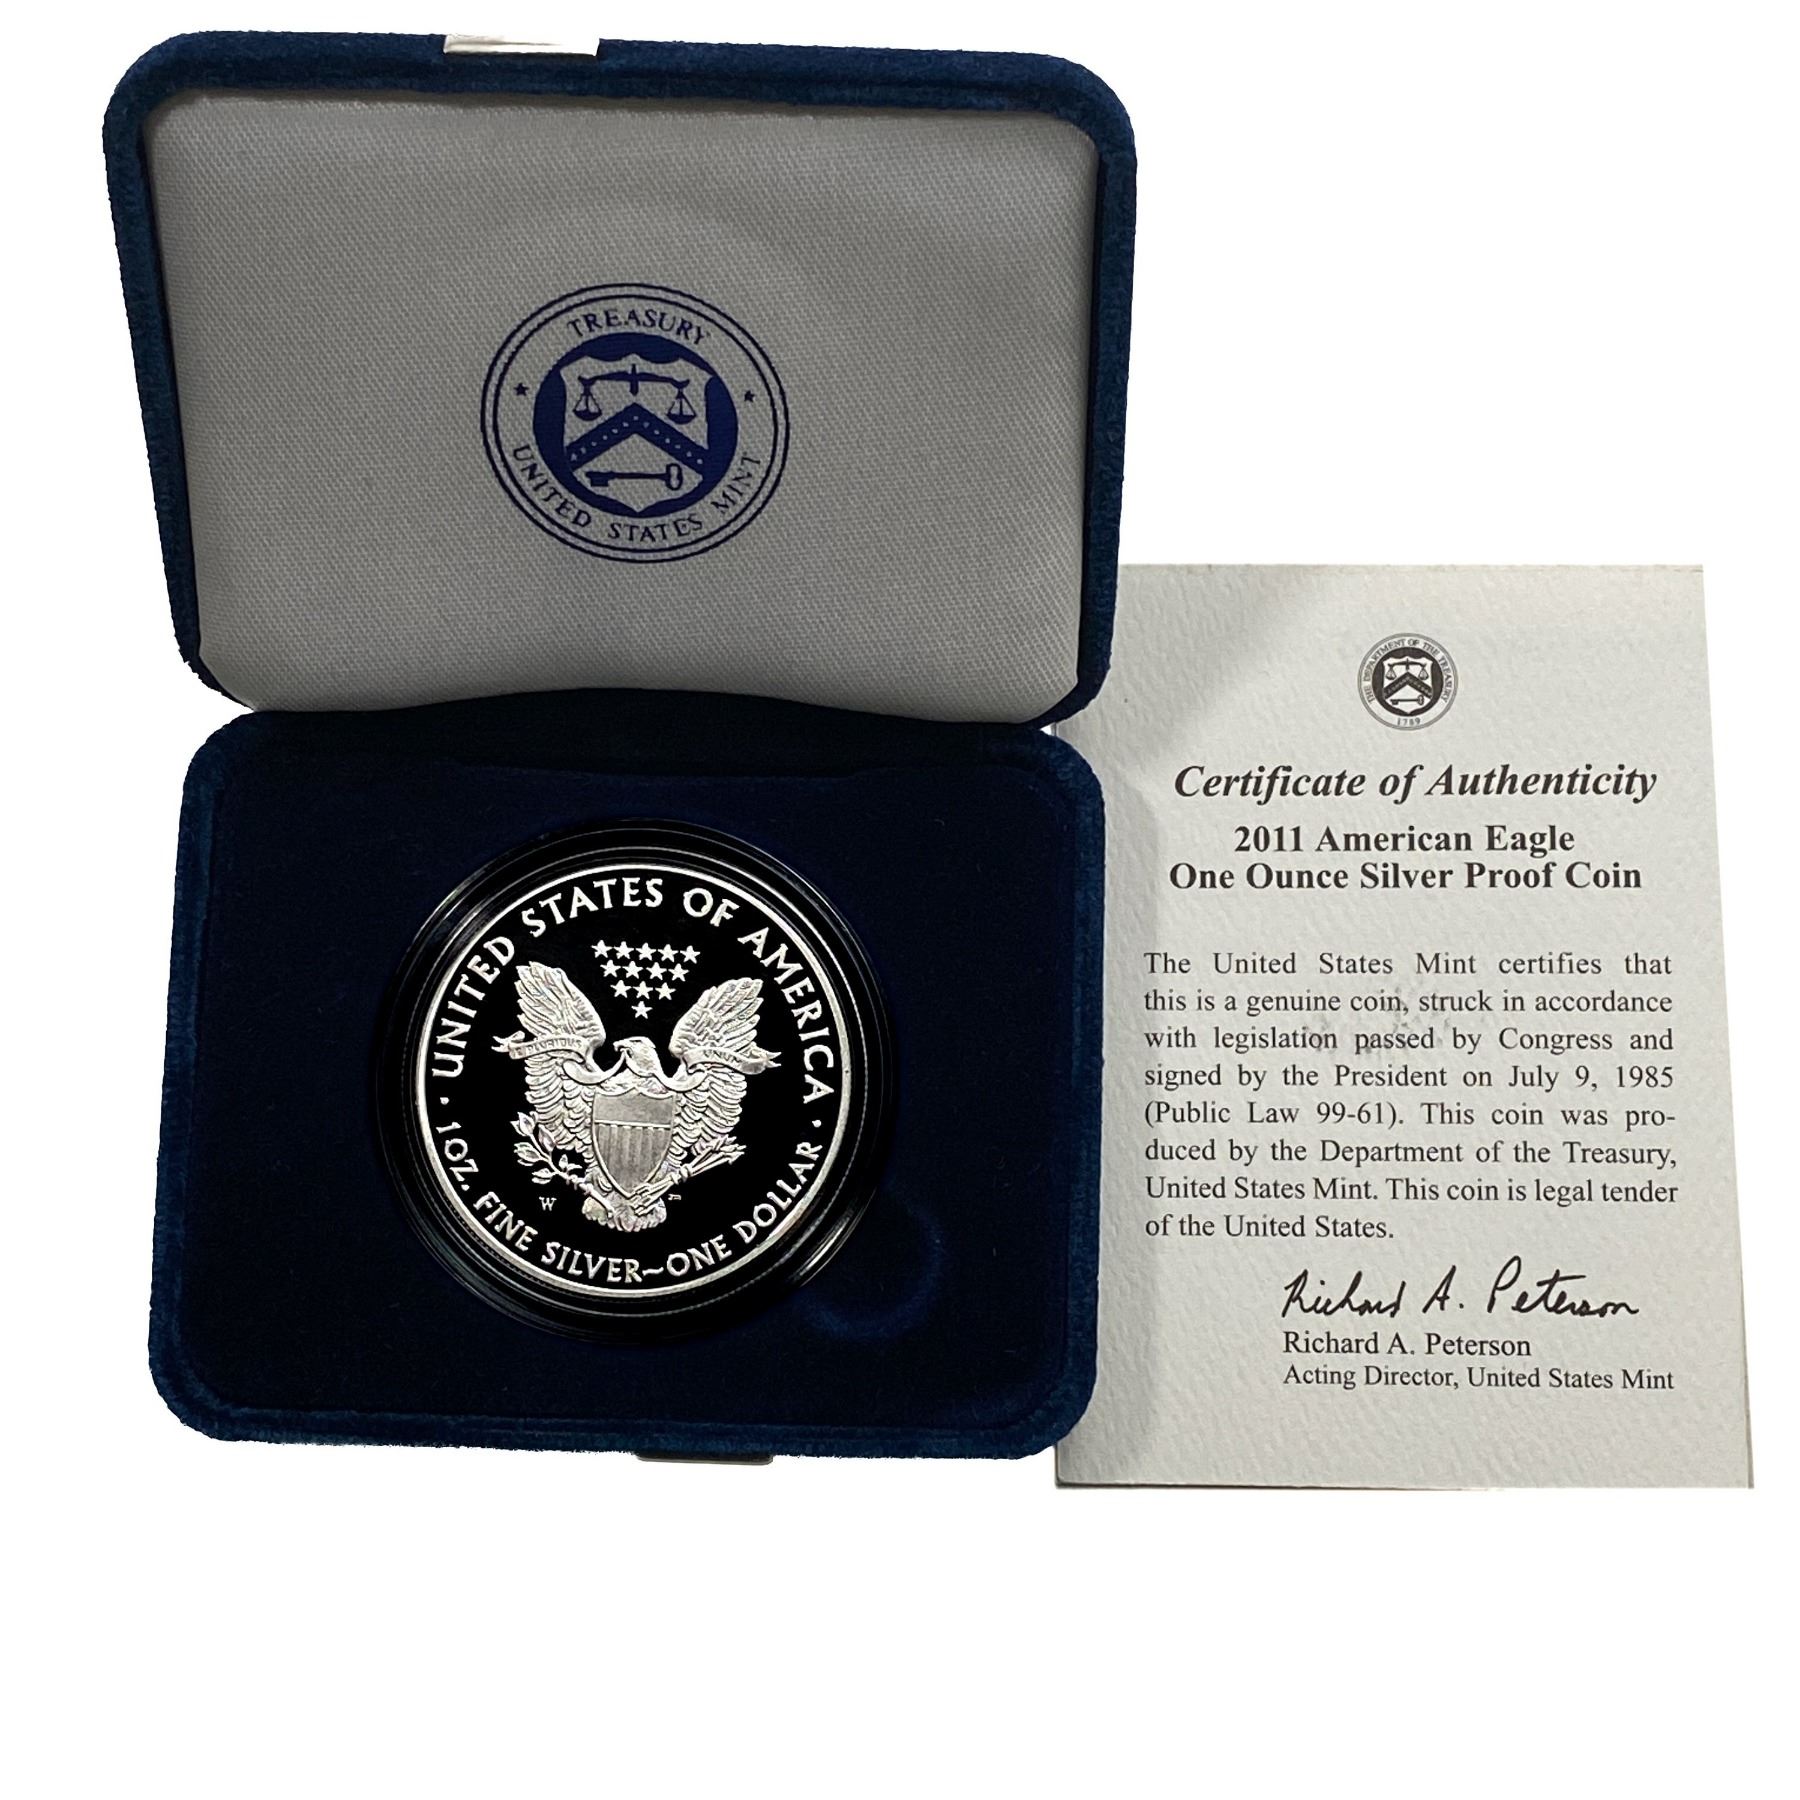 TREASURY
UNITED STATES MINT
UNITED STATES OF AMERICA
E PLURIBUS
UNUM
W
1 OZ. FINE SILVER~ONE DOLLAR
THE DEPARTMENT OF THE TREASURY
1789
Certificate of Authenticity
2011 American Eagle
One Ounce Silver Proof Coin
The United States Mint certifies that
this is a genuine coin, struck in accordance
with legislation passed by Congress and
signed by the President on July 9, 1985
(Public Law 99-61). This coin was pro-
duced by the Department of the Treasury,
United States Mint. This coin is legal tender
of the United States.
Richard A. Peterson
Richard A. Peterson
Acting Director, United States Mint